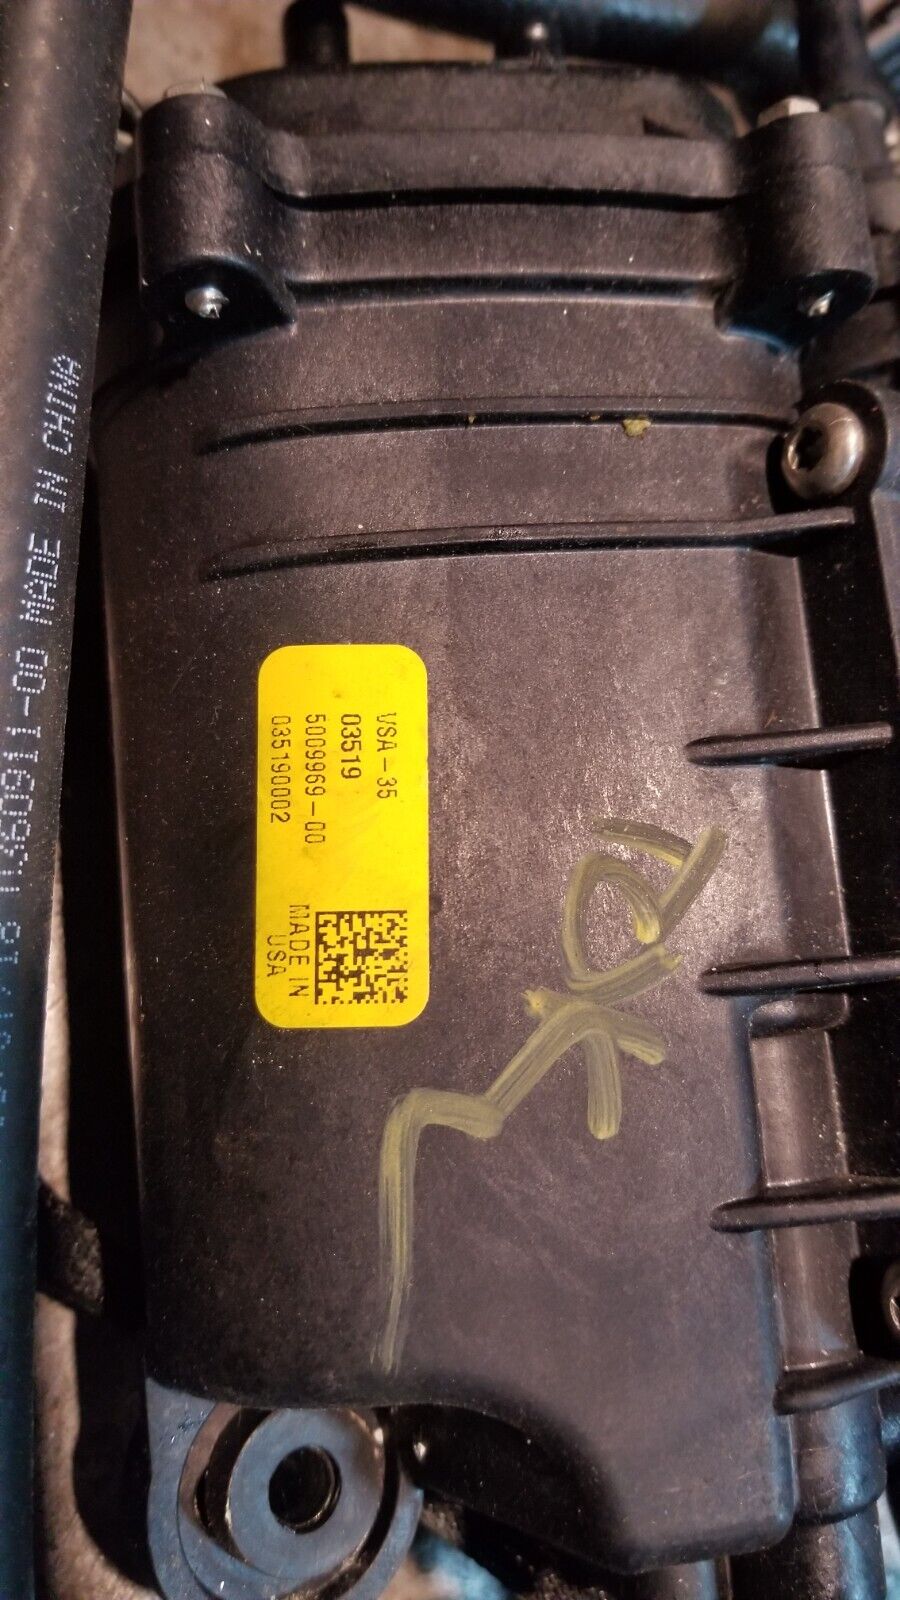 VSA-35
03519
5009969-00
035190002
MADE IN
USA
MADE IN CHINA